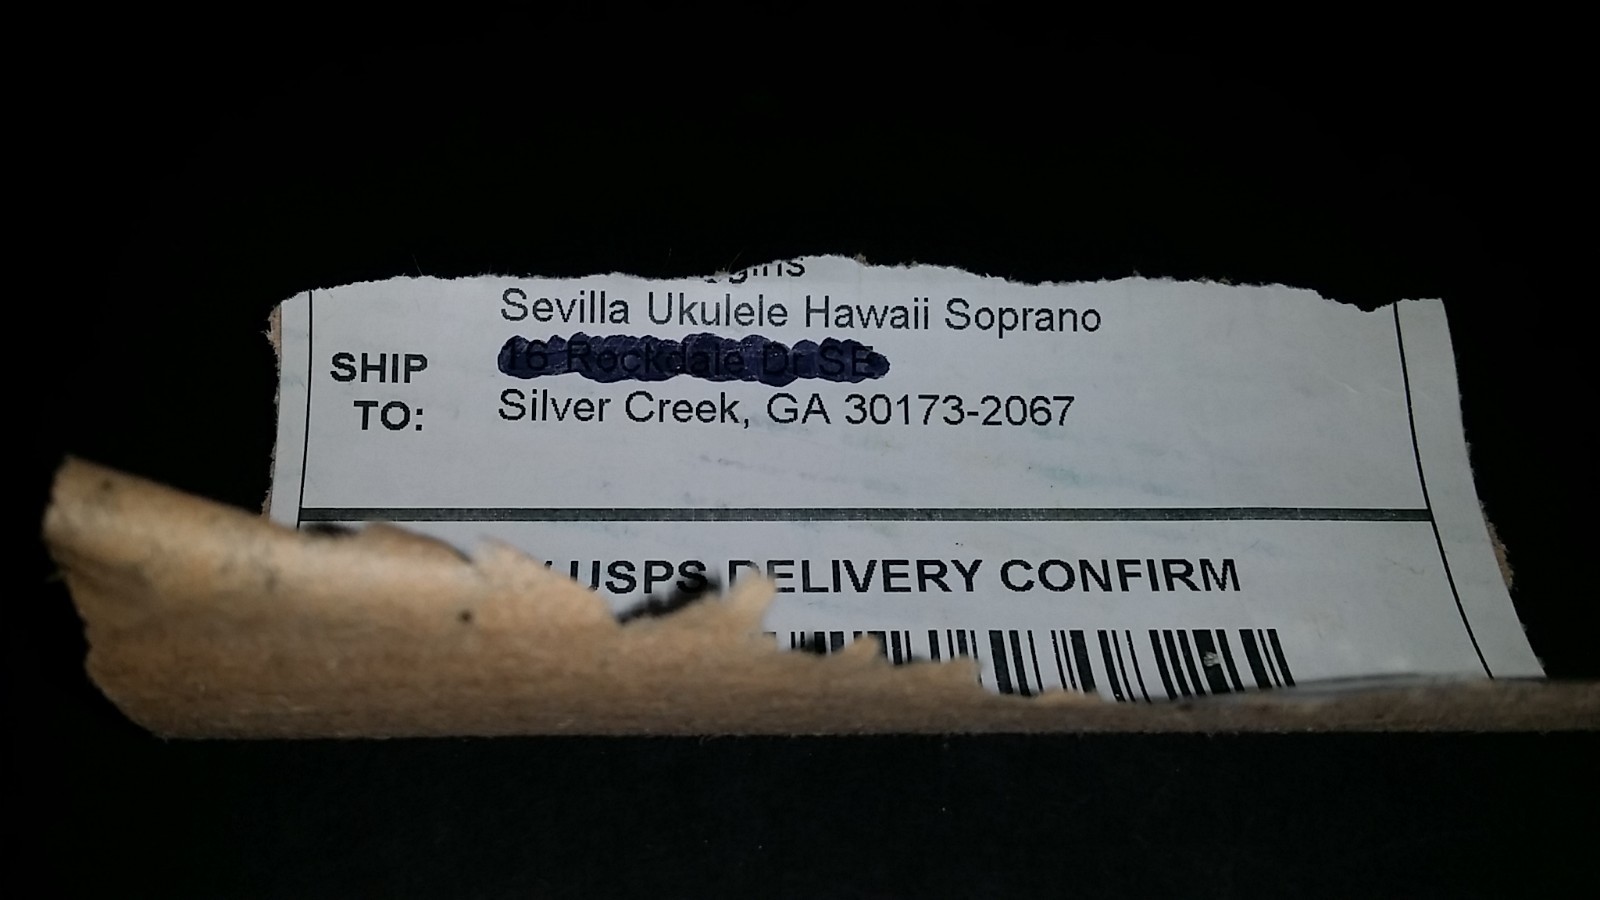 Sevilla Ukulele Hawaii Soprano
SHIP
TO:
Silver Creek, GA 30173-2067
USPS DELIVERY CONFIRM